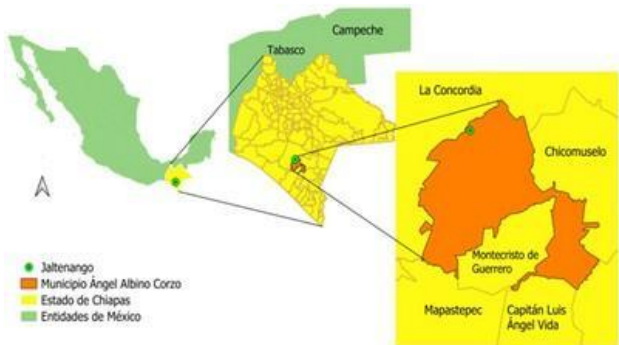 Campeche
Tabasco
La Concordia
Chicomuselo
Montecristo de
Guerrero
Mapastepec
Capitán Luis
Ángel Vida
Jaltenango
Municipio Ángel Albino Corzo
Estado de Chiapas
Entidades de México